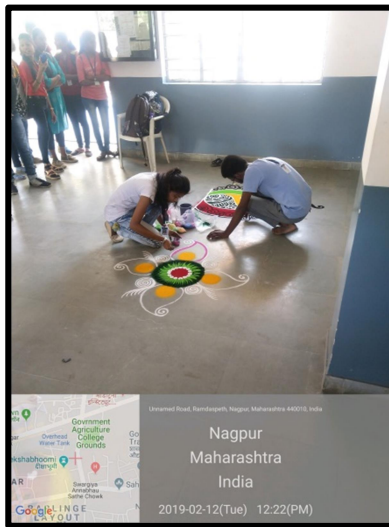 Unnamed Road, Ramdaspeth, Nagpur, Maharashtra 440010, India
Nagpur
Maharashtra
India
2019-02-12(Tue) 12:22(PM)
Government
Agriculture
College
Grounds
Overhead
Water Tank
Swargiya
Annabhau
Sathe Chowk
Google
LAYOUT